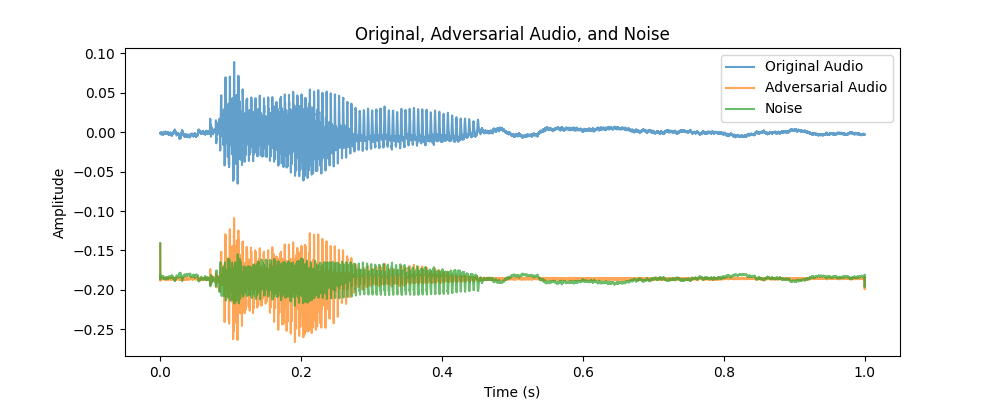 Original, Adversarial Audio, and Noise
Original Audio
Adversarial Audio
Noise
Amplitude
0.10
0.05
0.00
−0.05
−0.10
−0.15
−0.20
−0.25
0.0 0.2 0.4 0.6 0.8 1.0
Time (s)